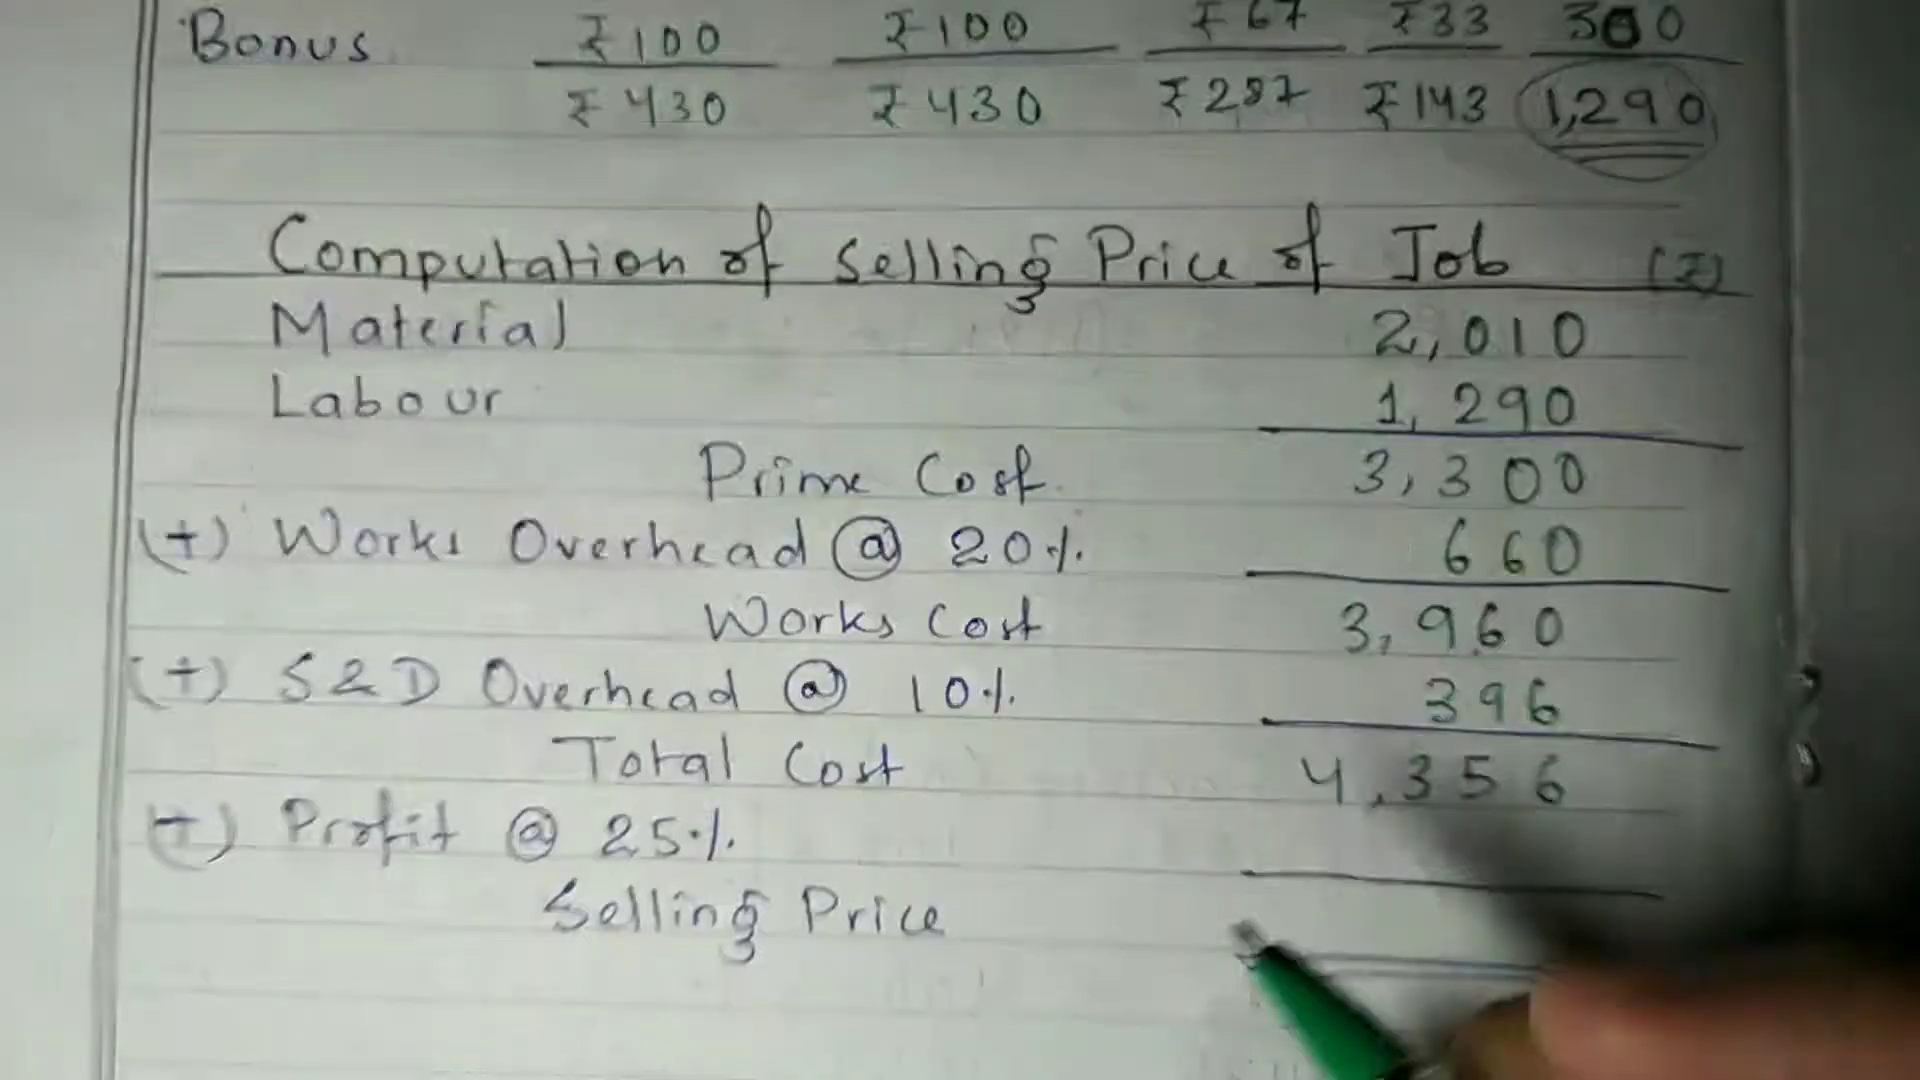 Bonus ₹100 ₹100 ₹67 ₹33 300
₹430 ₹430 ₹287 ₹143 1,290
Computation of Selling Price of Job (₹)
Material 2,010
Labour 1,290
Prime Cost 3,300
(+) Works Overhead @ 20% 660
Works Cost 3,960
(+) S&D Overhead @ 10% 396
Total Cost 4,356
(+) Profit @ 25%
Selling Price